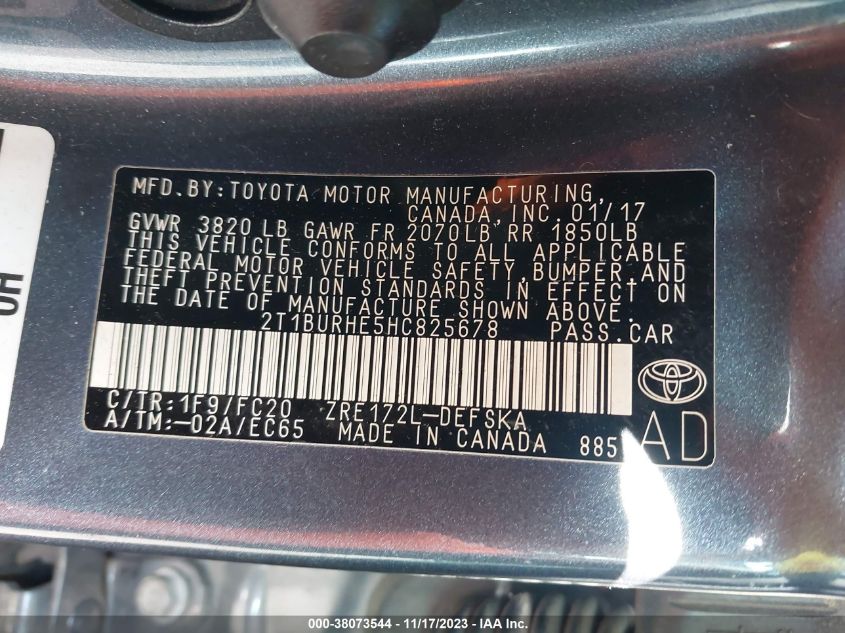 MFD.BY:TOYOTA MOTOR MANUFACTURING,
CANADA, INC. 01/17
GVWR 3820 LB GAWR FR 2070LB, RR 1850LB
THIS VEHICLE CONFORMS TO ALL APPLICABLE
FEDERAL MOTOR VEHICLE SAFETY, BUMPER, AND
THEFT PREVENTION STANDARDS IN EFFECT ON
THE DATE OF MANUFACTURE SHOWN ABOVE.
2T1BURHE5HC825678 PASS.CAR
C/TR:1F9/FC20 ZRE172L-DEFSKA
A/TM:-02A/EC65 MADE IN CANADA 885
AD
000-38073544 - 11/17/2023 - IAA Inc.